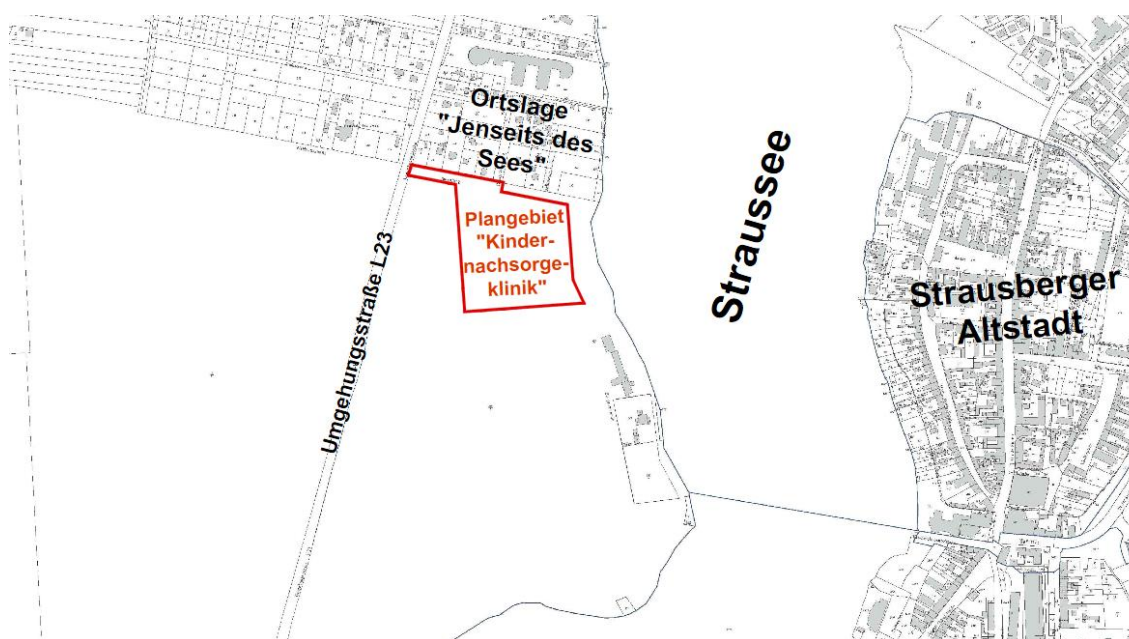 Ortslage
"Jenseits des
Sees"
Plangebiet
"Kinder-
nachsorge-
klinik"
Umgehungsstraße L23
Straussee
Strausberger
Altstadt